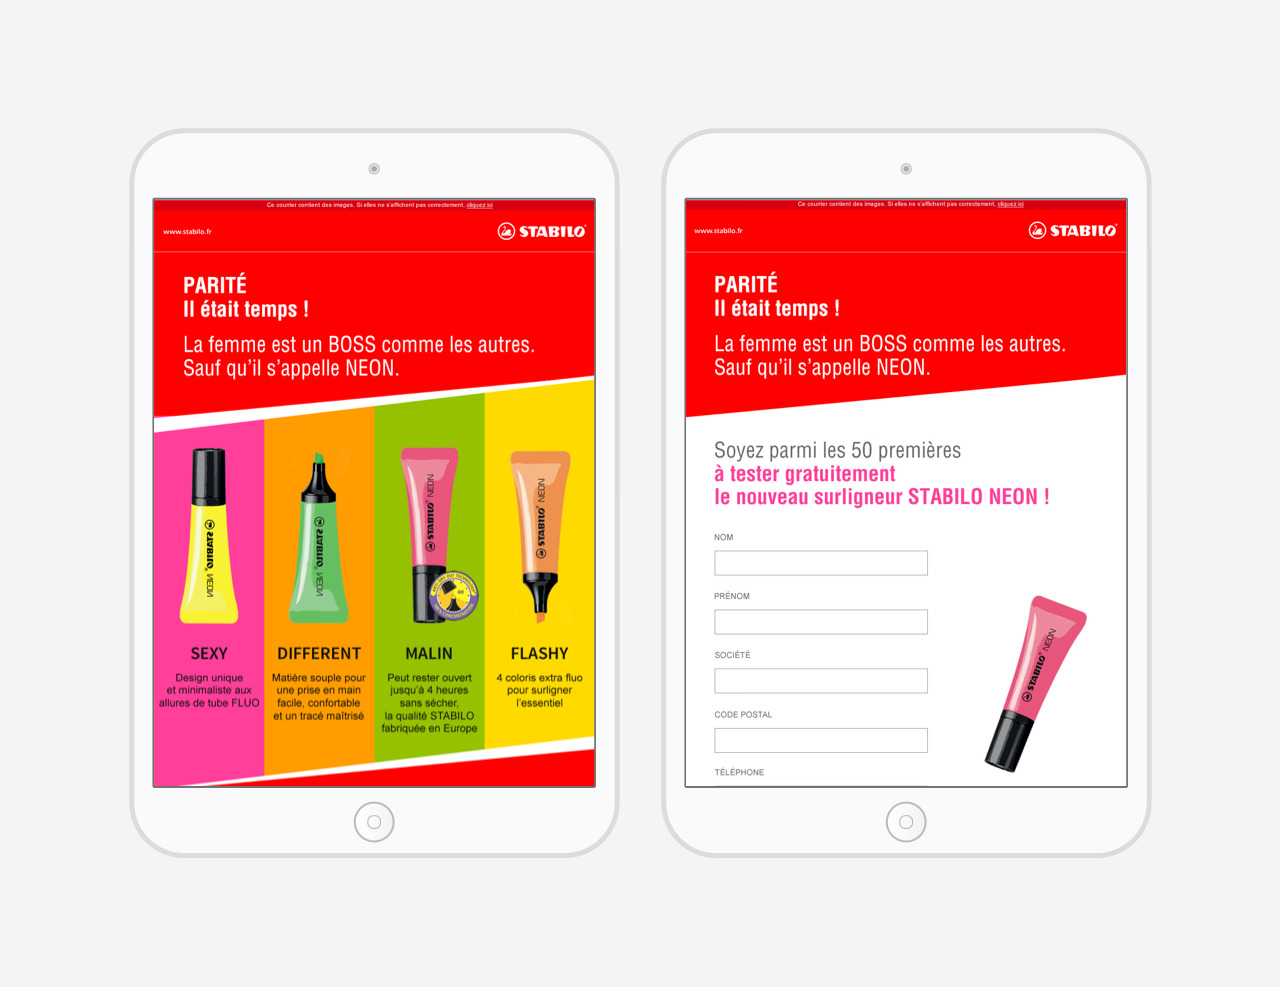 Ce courrier contient des images. Si elles ne s'affichent pas correctement, cliquez ici
www.stabilo.fr
STABILO®
PARITÉ
Il était temps !
La femme est un BOSS comme les autres.
Sauf qu’il s’appelle NEON.
STABILO NEON
STABILO NEON
STABILO® NEON
STABILO® NEON
SEXY
Design unique
et minimaliste aux
allures de tube FLUO
DIFFERENT
Matière souple pour
une prise en main
facile, confortable
et un tracé maîtrisé
MALIN
Peut rester ouvert
jusqu'à 4 heures
sans sécher,
la qualité STABILO
fabriquée en Europe
FLASHY
4 coloris extra fluo
pour surligner
l'essentiel
Ce courrier contient des images. Si elles ne s'affichent pas correctement, cliquez ici
www.stabilo.fr
STABILO®
PARITÉ
Il était temps !
La femme est un BOSS comme les autres.
Sauf qu’il s’appelle NEON.
Soyez parmi les 50 premières
à tester gratuitement
le nouveau surligneur STABILO NEON !
NOM
PRÉNOM
SOCIÉTÉ
CODE POSTAL
TÉLÉPHONE
STABILO® NEON